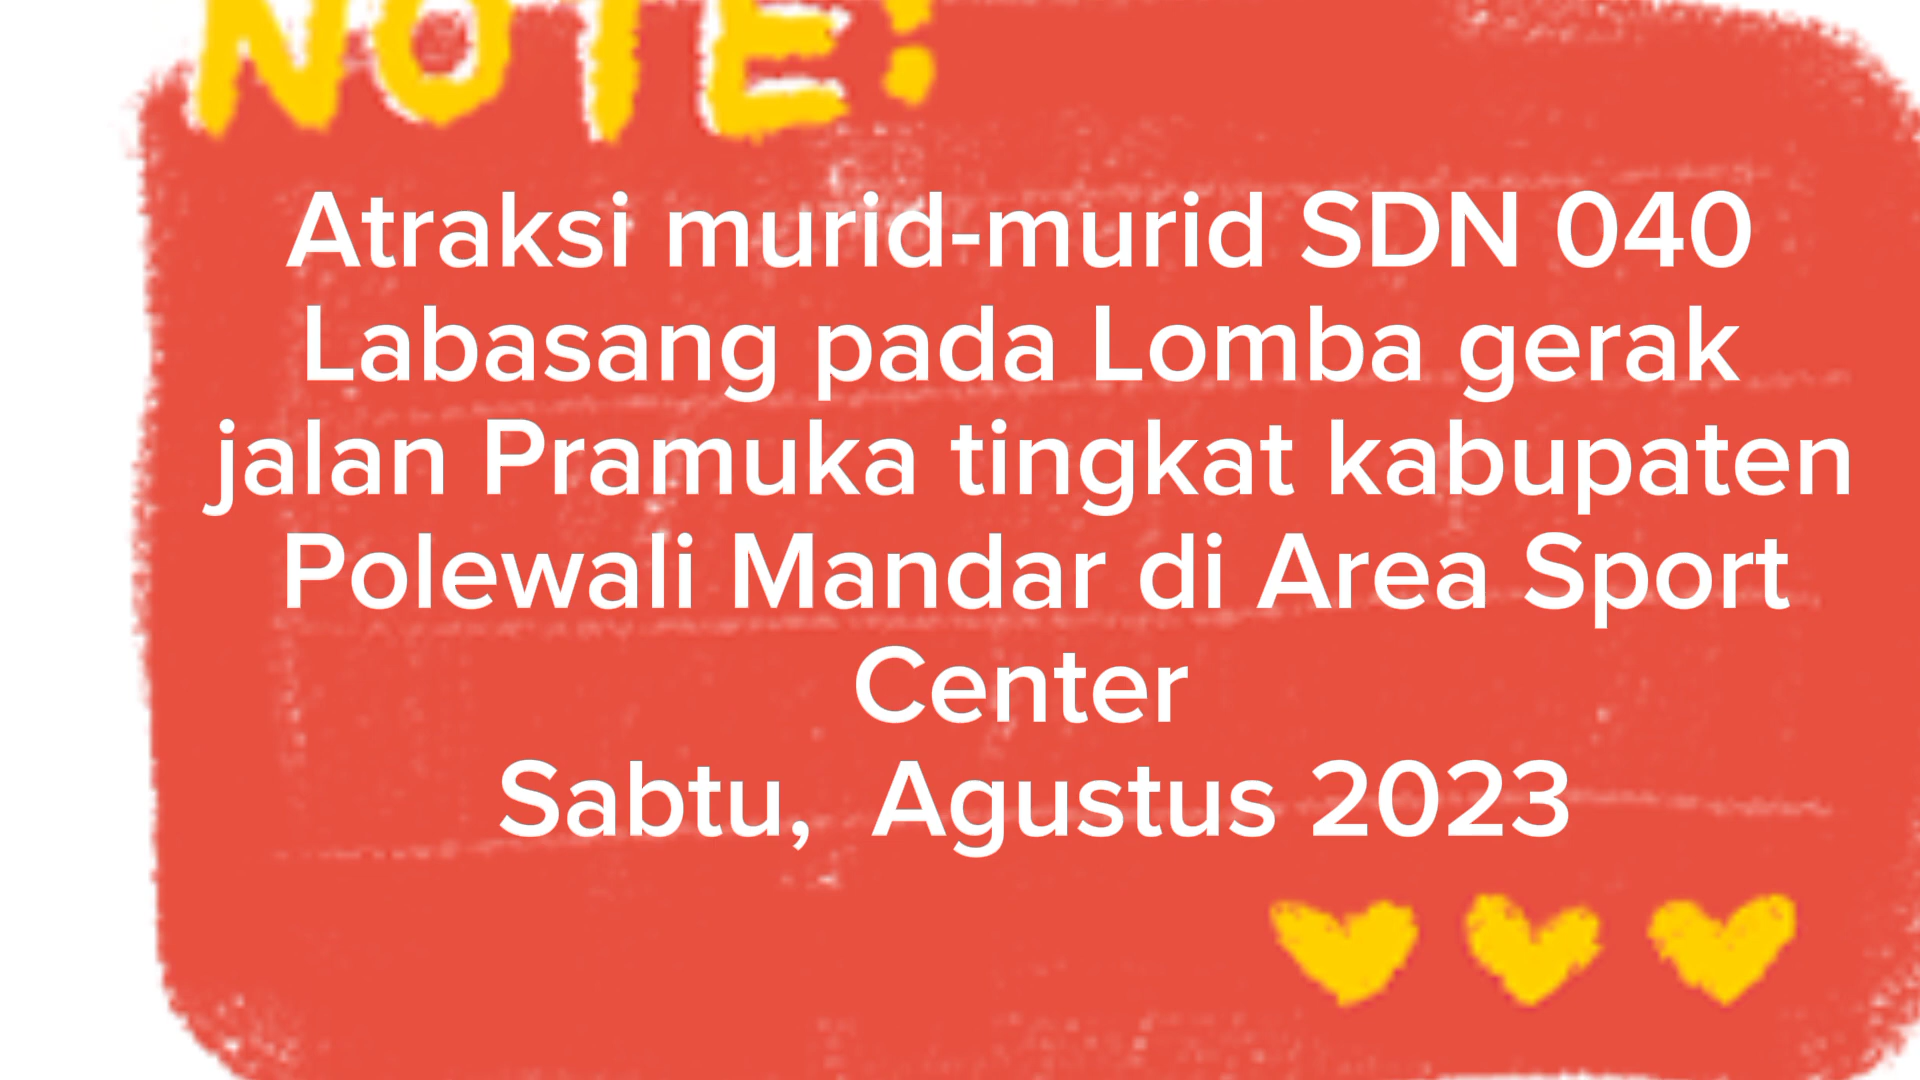 NOTE:
Atraksi murid-murid SDN 040
Labasang pada Lomba gerak
jalan Pramuka tingkat kabupaten
Polewali Mandar di Area Sport
Center
Sabtu,  Agustus 2023